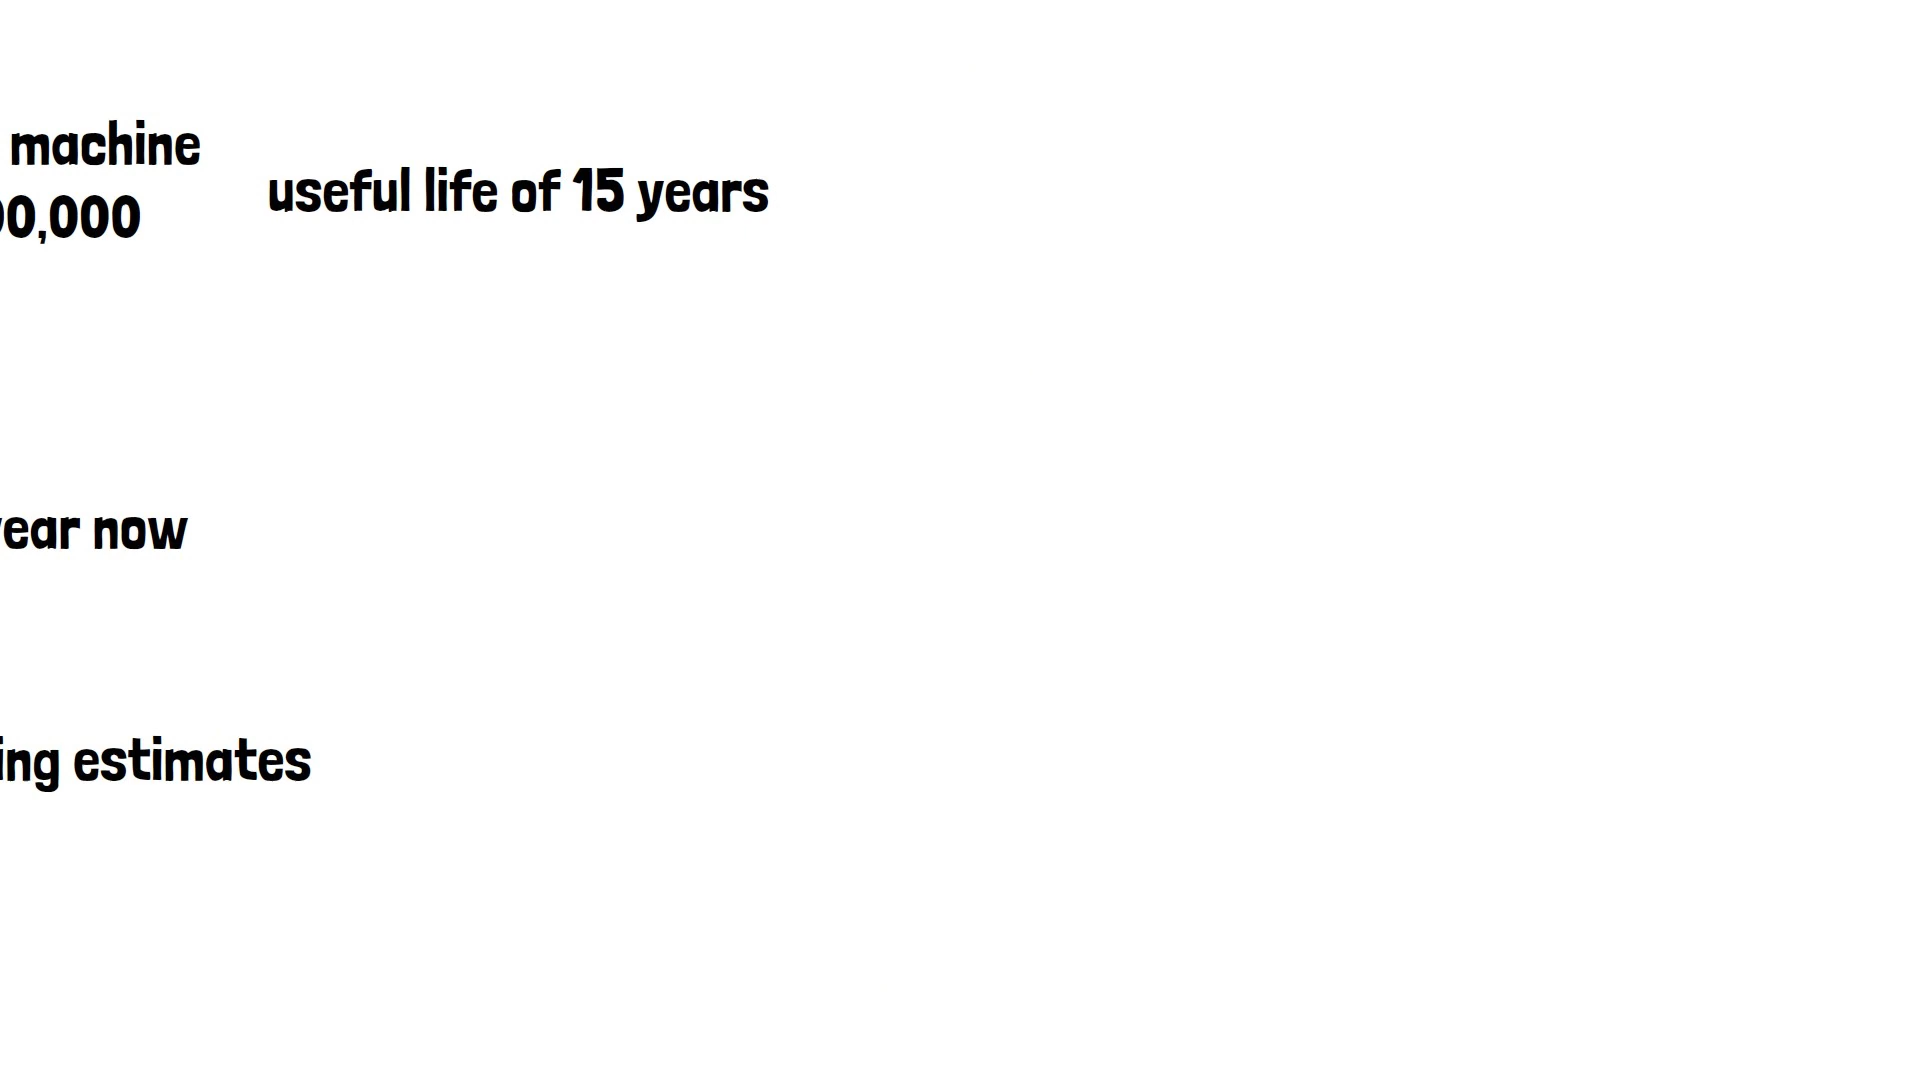 machine
0,000
useful life of 15 years
ear now
ing estimates